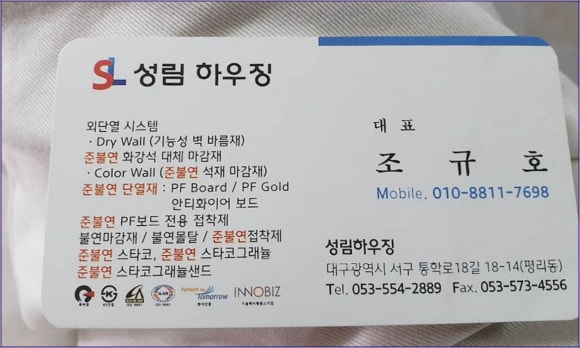 SL 성림 하우징
외단열 시스템
· Dry Wall (기능성 벽 바름재)
준불연 화강석 대체 마감재
· Color Wall (준불연 석재 마감재)
준불연 단열재 : PF Board / PF Gold
안티화이어 보드
준불연 PF보드 전용 접착제
불연마감재 / 불연몰탈 / 준불연접착제
준불연 스타코, 준불연 스타코그래뉼
준불연 스타코그래뉼샌드
Venture for Tomorrow
INNOBIZ
대 표
조 규 호
Mobile. 010-8811-7698
성림하우징
대구광역시 서구 통학로18길 18-14(평리동)
Tel. 053-554-2889 Fax. 053-573-4556